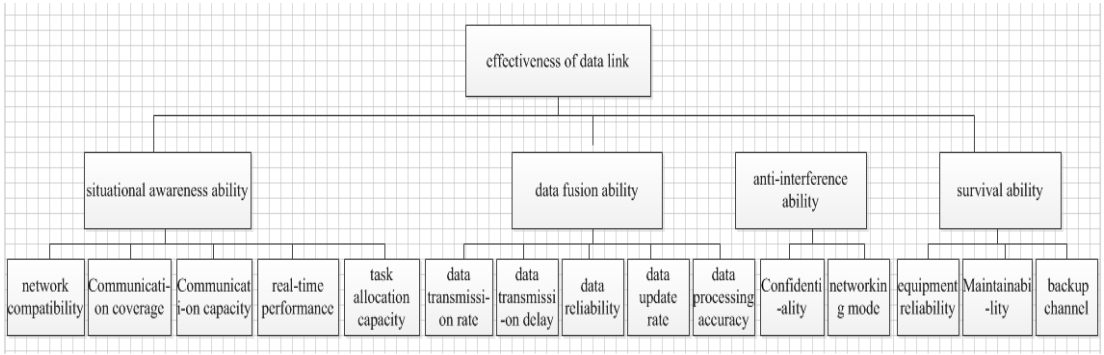 effectiveness of data link
situational awareness ability
data fusion ability
anti-interference
ability
survival ability
network
compatibility
Communicati-
on coverage
Communicat
i-on capacity
real-time
performance
task
allocation
capacity
data
transmissi-
on rate
data
transmissi
-on delay
data
reliability
data
update
rate
data
processing
accuracy
Confidenti-
ality
networkin
g mode
equipment
reliability
Maintainabi
-lity
backup
channel